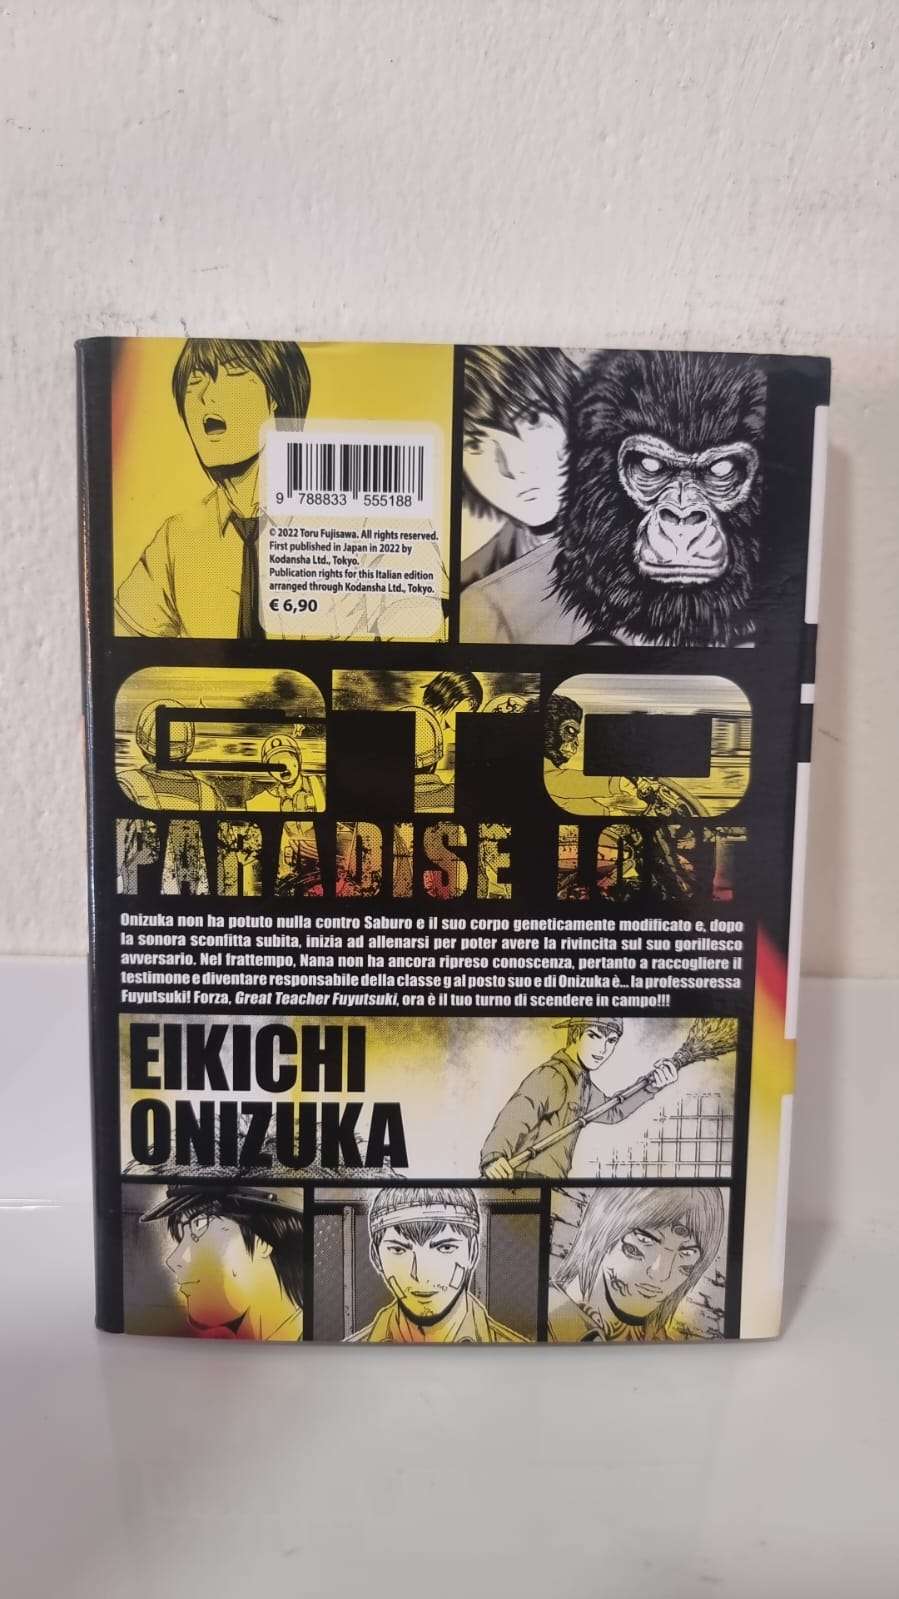 9 788833 555188
© 2022 Toru Fujisawa. All rights reserved.
First published in Japan in 2022 by
Kodansha Ltd., Tokyo.
Publication rights for this Italian edition
arranged through Kodansha Ltd., Tokyo.
€ 6,90
GTO
PARADISE LOST
Onizuka non ha potuto nulla contro Saburo e il suo corpo geneticamente modificato e, dopo
la sonora sconfitta subita, inizia ad allenarsi per poter avere la rivincita sul suo gorillesco
avversario. Nel frattempo, Nana non ha ancora ripreso conoscenza, pertanto a raccogliere il
testimone e diventare responsabile della classe g al posto suo e di Onizuka è... la professoressa
Fuyutsuki! Forza, Great Teacher Fuyutsuki, ora è il tuo turno di scendere in campo!!!
EIKICHI
ONIZUKA